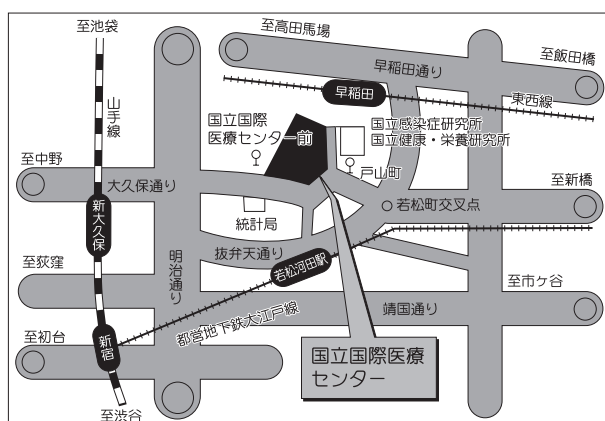 至池袋
至高田馬場
至飯田橋
早稲田通り
山手線
早稲田
東西線
国立国際
医療センター前
国立感染症研究所
国立健康・栄養研究所
至中野
戸山町
大久保通り
至新橋
若松町交叉点
新大久保
統計局
抜弁天通り
明治通り
至荻窪
若松河田駅
至市ケ谷
靖国通り
都営地下鉄大江戸線
至初台
新宿
国立国際医療
センター
至渋谷